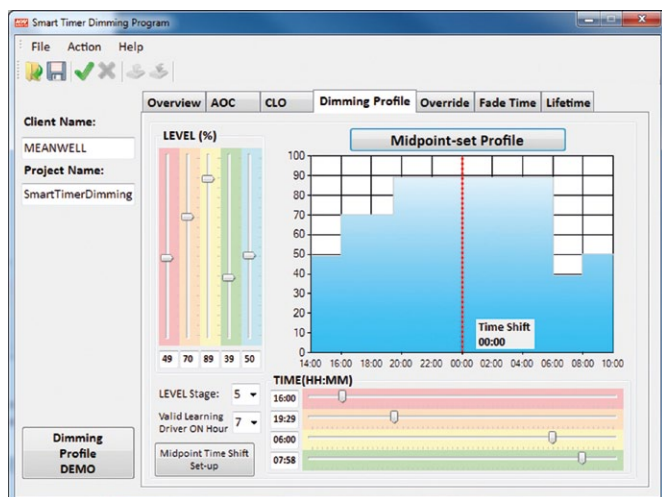 Smart Timer Dimming Program
File Action Help
Overview AOC CLO Dimming Profile Override Fade Time Lifetime
Client Name:
MEANWELL
Project Name:
SmartTimerDimming
LEVEL (%)
49 70 89 39 50
LEVEL Stage: 5
Valid Learning
Driver ON Hour 7
Midpoint Time Shift
Set-up
Dimming
Profile
DEMO
Midpoint-set Profile
100
90
80
70
60
50
40
30
20
10
0
Time Shift
00:00
14:00 16:00 18:00 20:00 22:00 00:00 02:00 04:00 06:00 08:00 10:00
TIME(HH:MM)
16:00
19:29
06:00
07:58